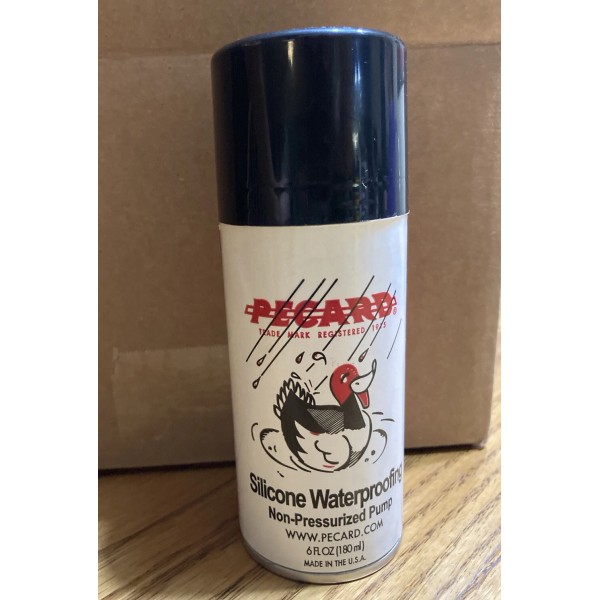 PECARD®
TRADE MARK REGISTERED 1915
Silicone Waterproofing
Non-Pressurized Pump
WWW.PECARD.COM
6 FL OZ (180 ml)
MADE IN THE U.S.A.